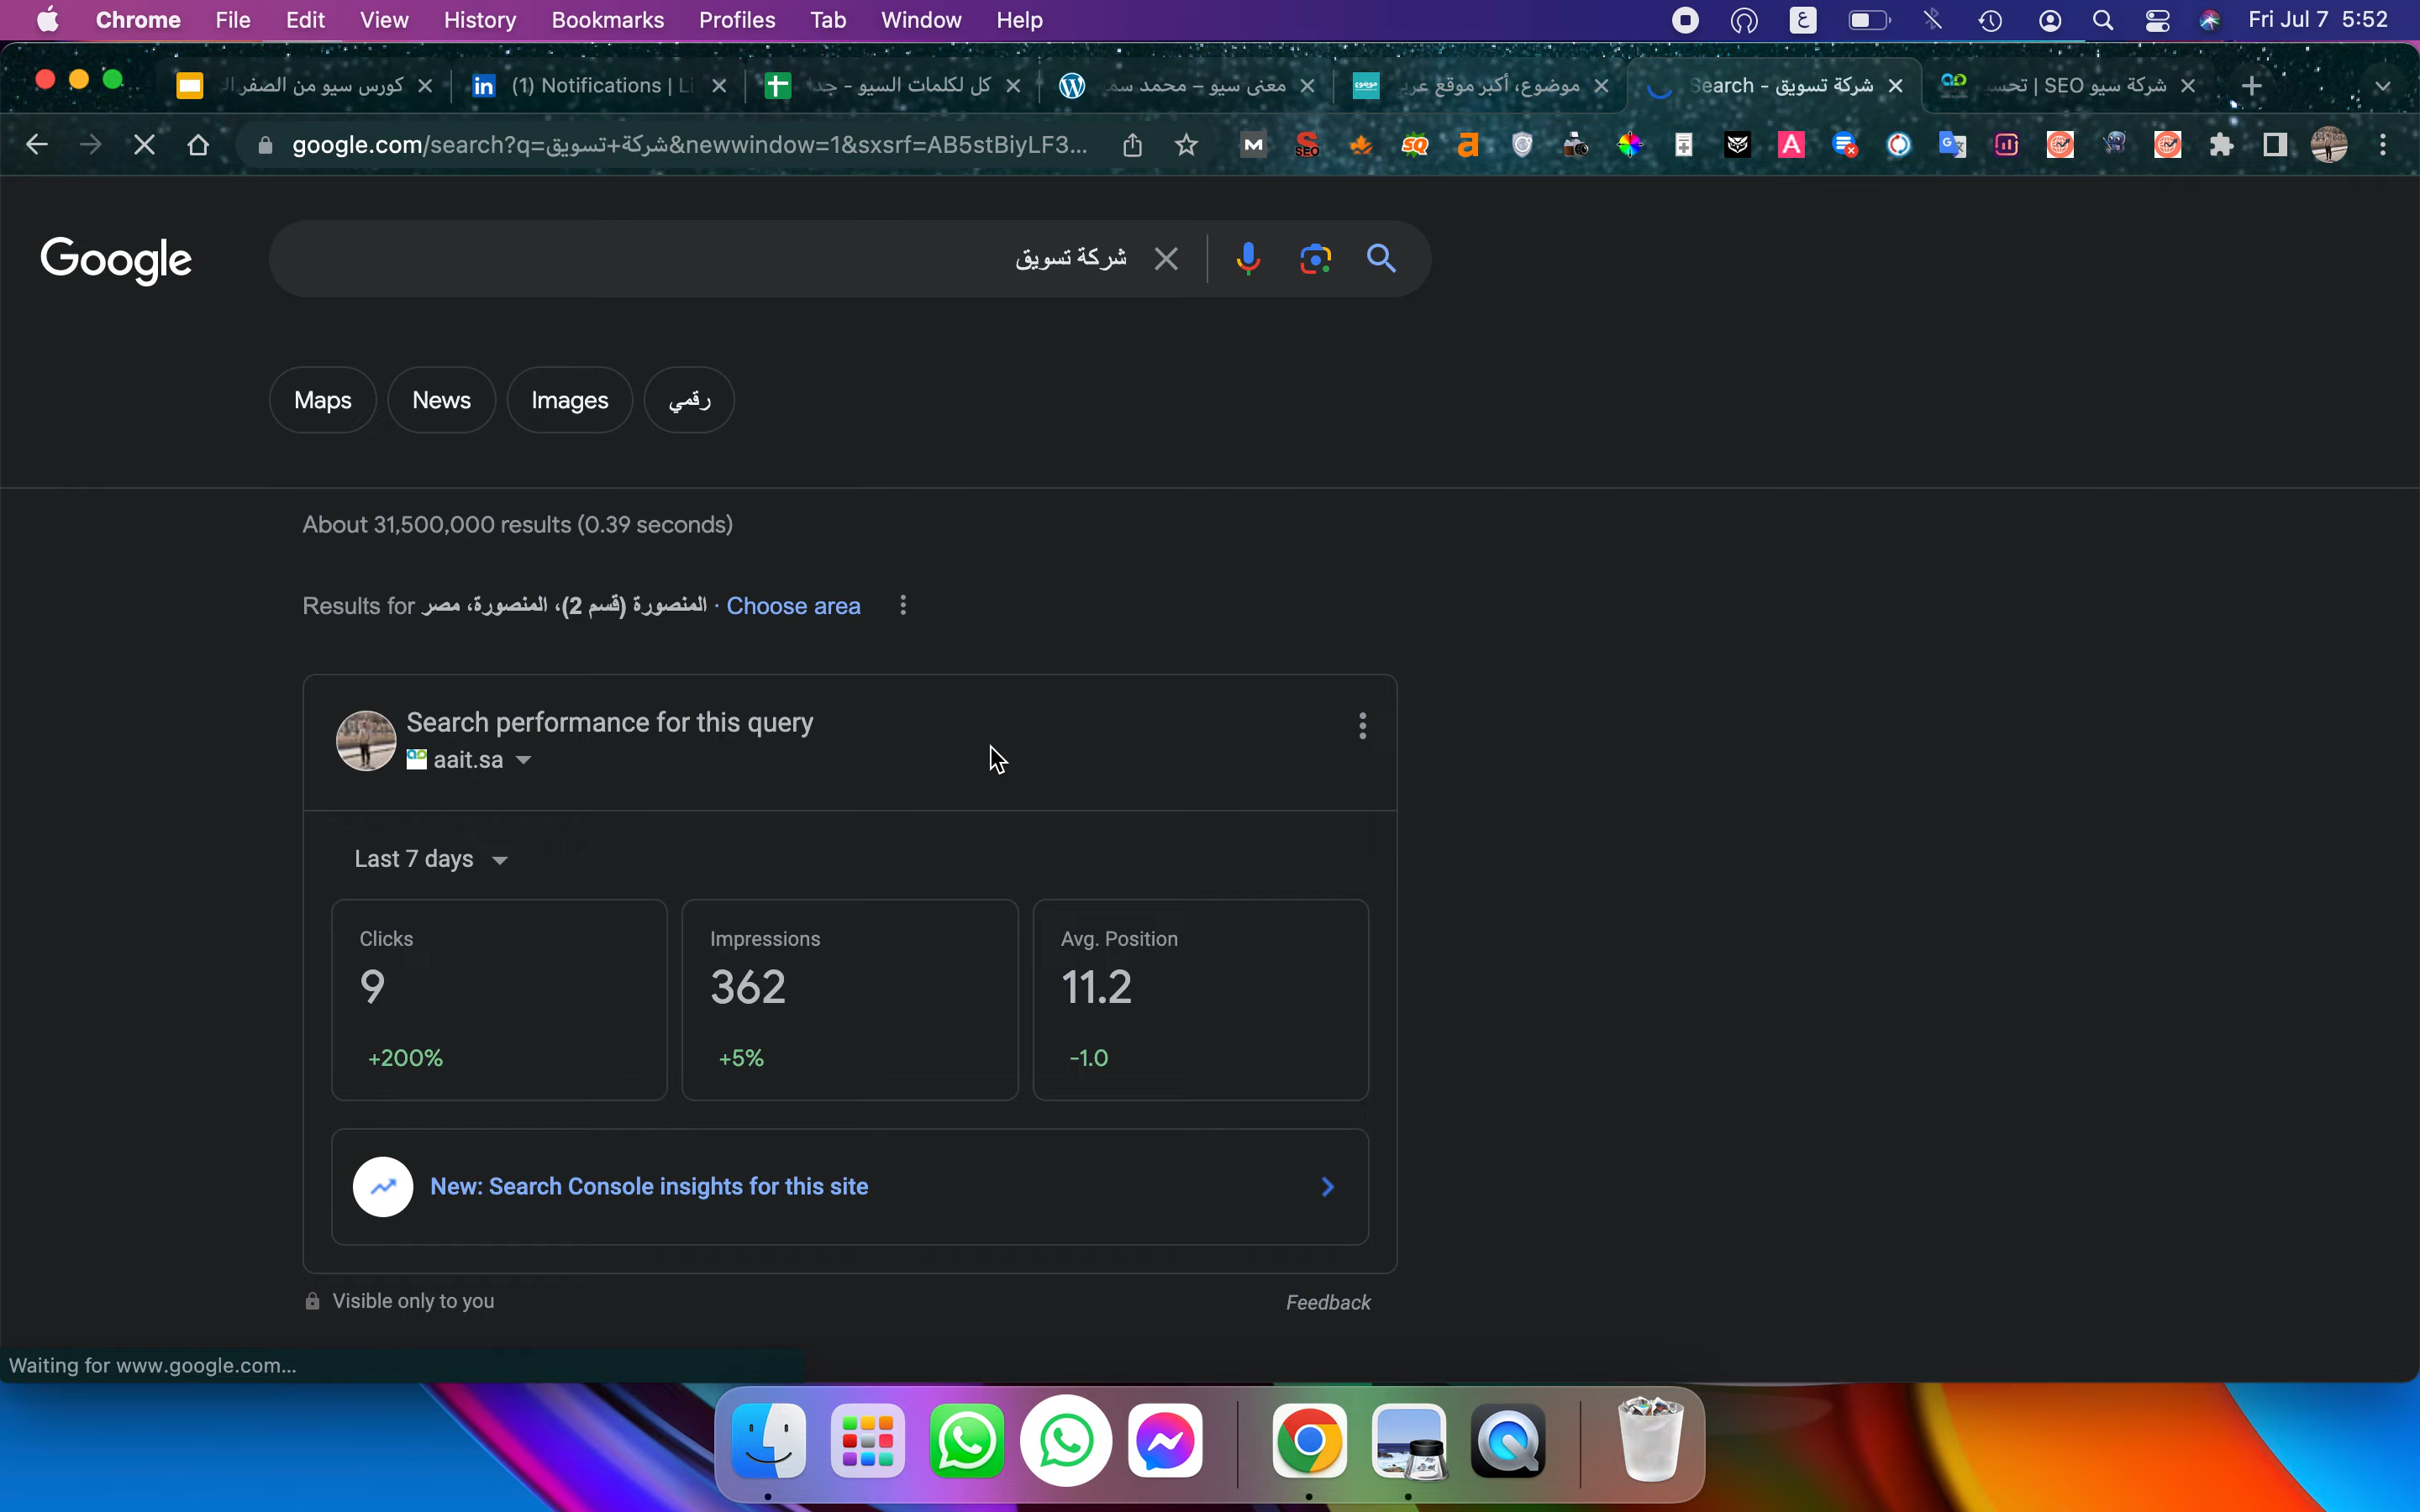 Chrome File Edit View History Bookmarks Profiles Tab Window Help ع Fri Jul 7 5:52
كورس سيو من الصفر (1) Notifications | Li كل لكلمات السيو - جد معنى سيو – محمد سم موضوع، أكبر موقع عر شركة تسويق - Search شركة سيو SEO | تحس
google.com/search?q=شركة+تسويق&newwindow=1&sxsrf=AB5stBiyLF3...
Google
شركة تسويق
Maps News Images رقمي
About 31,500,000 results (0.39 seconds)
Results for المنصورة (قسم 2)، المنصورة، مصر · Choose area
Search performance for this query
aait.sa
Last 7 days
Clicks Impressions Avg. Position
9 362 11.2
+200% +5% -1.0
New: Search Console insights for this site
Visible only to you Feedback
Waiting for www.google.com...